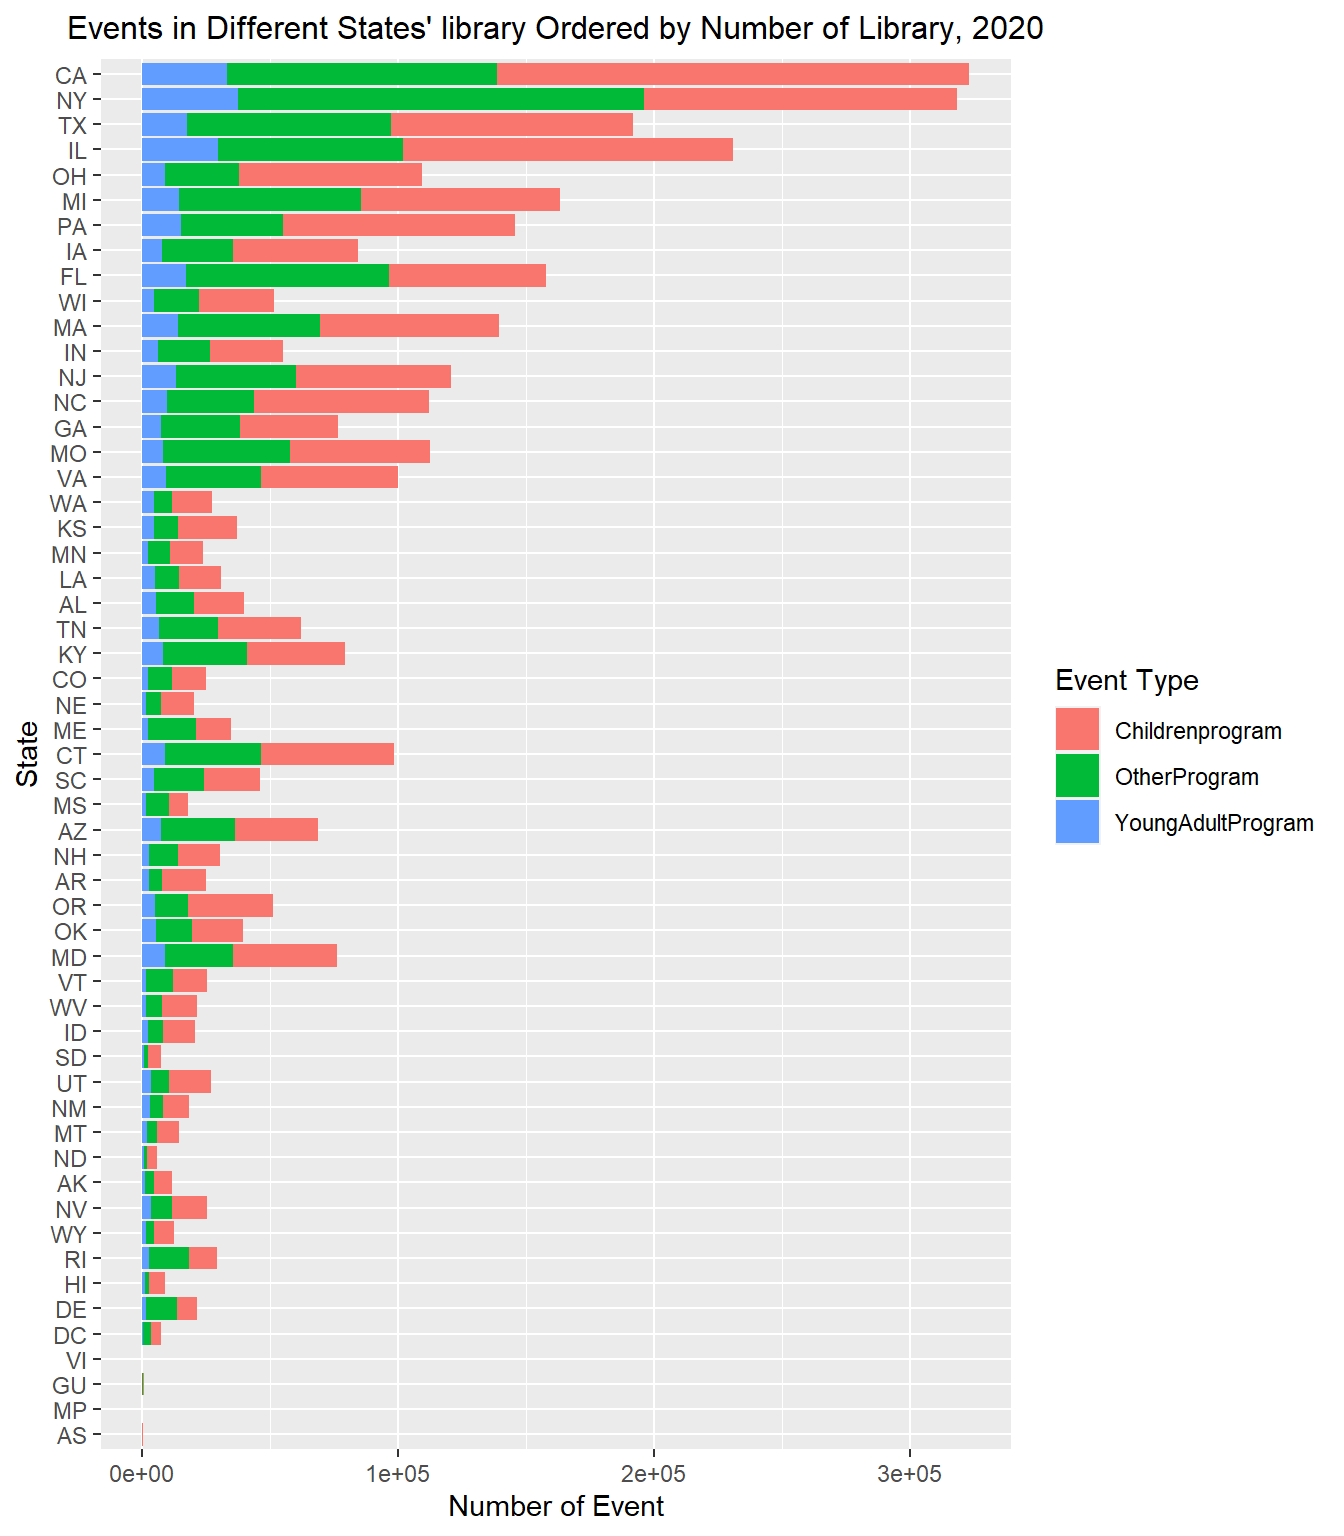 Events in Different States' library Ordered by Number of Library, 2020
CA
NY
TX
IL
OH
MI
PA
IA
FL
WI
MA
IN
NJ
NC
GA
MO
VA
WA
KS
MN
LA
AL
TN
KY
CO
NE
ME
CT
SC
MS
AZ
NH
AR
OR
OK
MD
VT
WV
ID
SD
UT
NM
MT
ND
AK
NV
WY
RI
HI
DE
DC
VI
GU
MP
AS
State
0e+00 1e+05 2e+05 3e+05
Number of Event
Event Type
Childrenprogram
OtherProgram
YoungAdultProgram